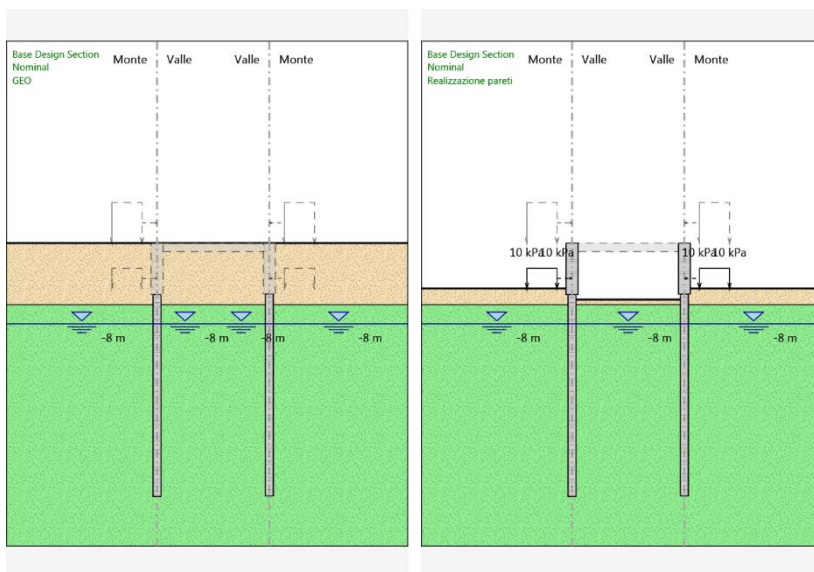 Base Design Section
Nominal
GEO
Monte Valle Valle Monte
-8 m -8 m -8 m -8 m
Base Design Section
Nominal
Realizzazione pareti
Monte Valle Valle Monte
10 kPa 10 kPa 10 kPa 10 kPa
-8 m -8 m -8 m